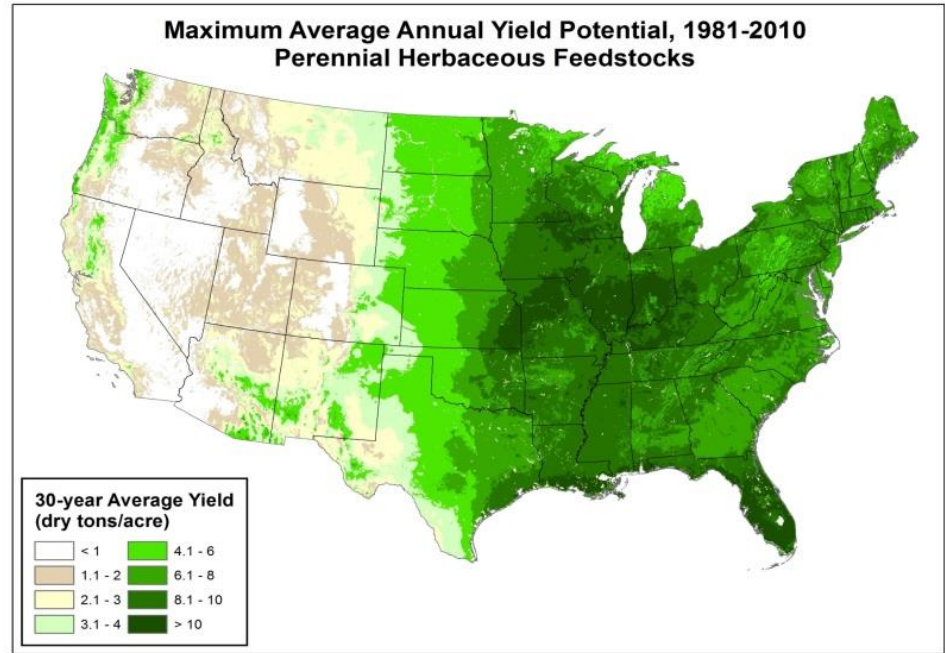 Maximum Average Annual Yield Potential, 1981-2010
Perennial Herbaceous Feedstocks
30-year Average Yield
(dry tons/acre)
< 1
4.1 - 6
1.1 - 2
6.1 - 8
2.1 - 3
8.1 - 10
3.1 - 4
> 10